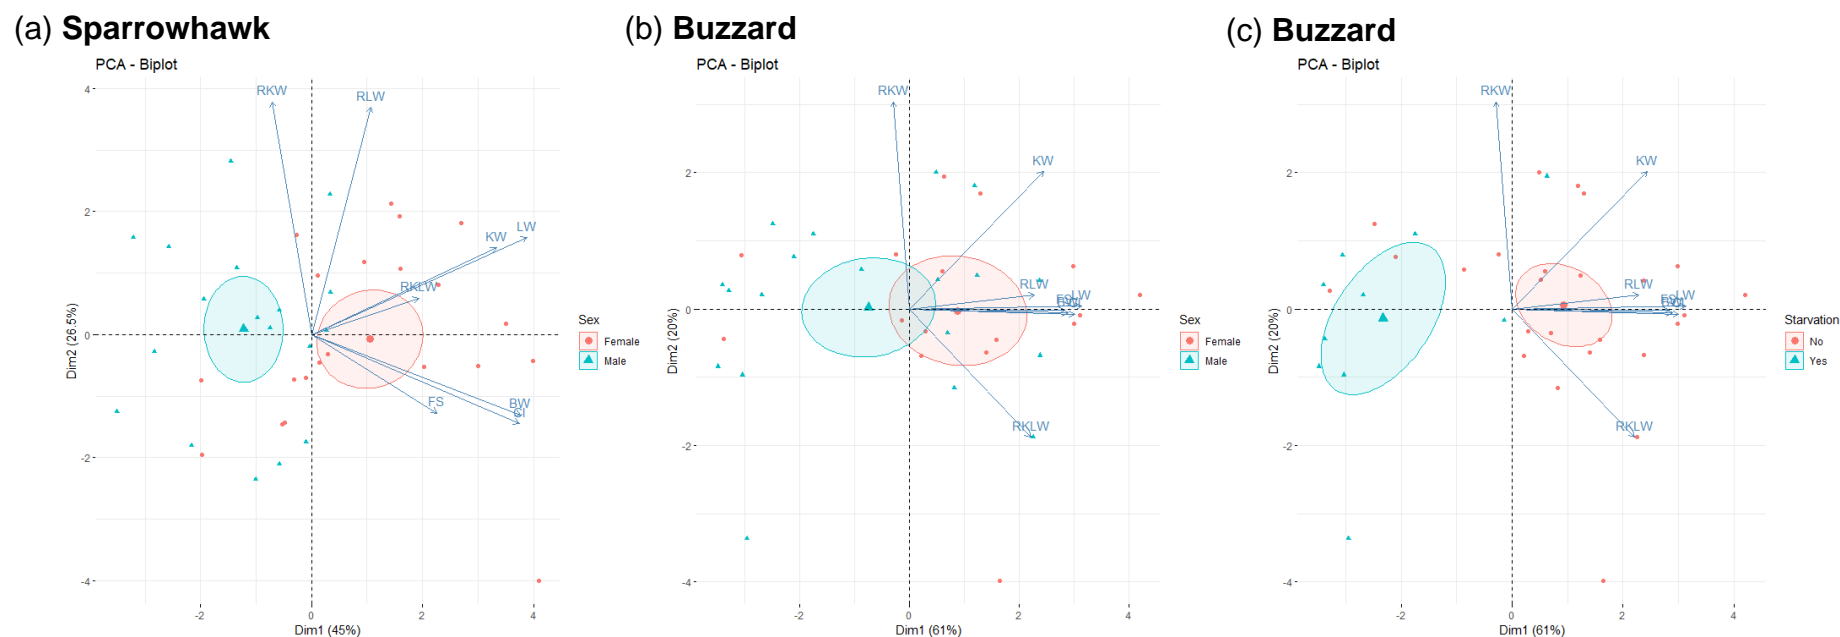 (a) Sparrowhawk
PCA - Biplot
RKW
RLW
LW
KW
RKLW
FS
BW
CI
4
2
0
-2
-4
Dim2 (26.5%)
-2
0
2
4
Dim1 (45%)
Sex
Female
Male
(b) Buzzard
PCA - Biplot
RKW
KW
RLW
LW
FS
RKLW
2
0
-2
-4
Dim2 (20%)
-2
0
2
4
Dim1 (61%)
Sex
Female
Male
(c) Buzzard
PCA - Biplot
RKW
KW
RLW
LW
FS
RKLW
2
0
-2
-4
Dim2 (20%)
-2
0
2
4
Dim1 (61%)
Starvation
No
Yes